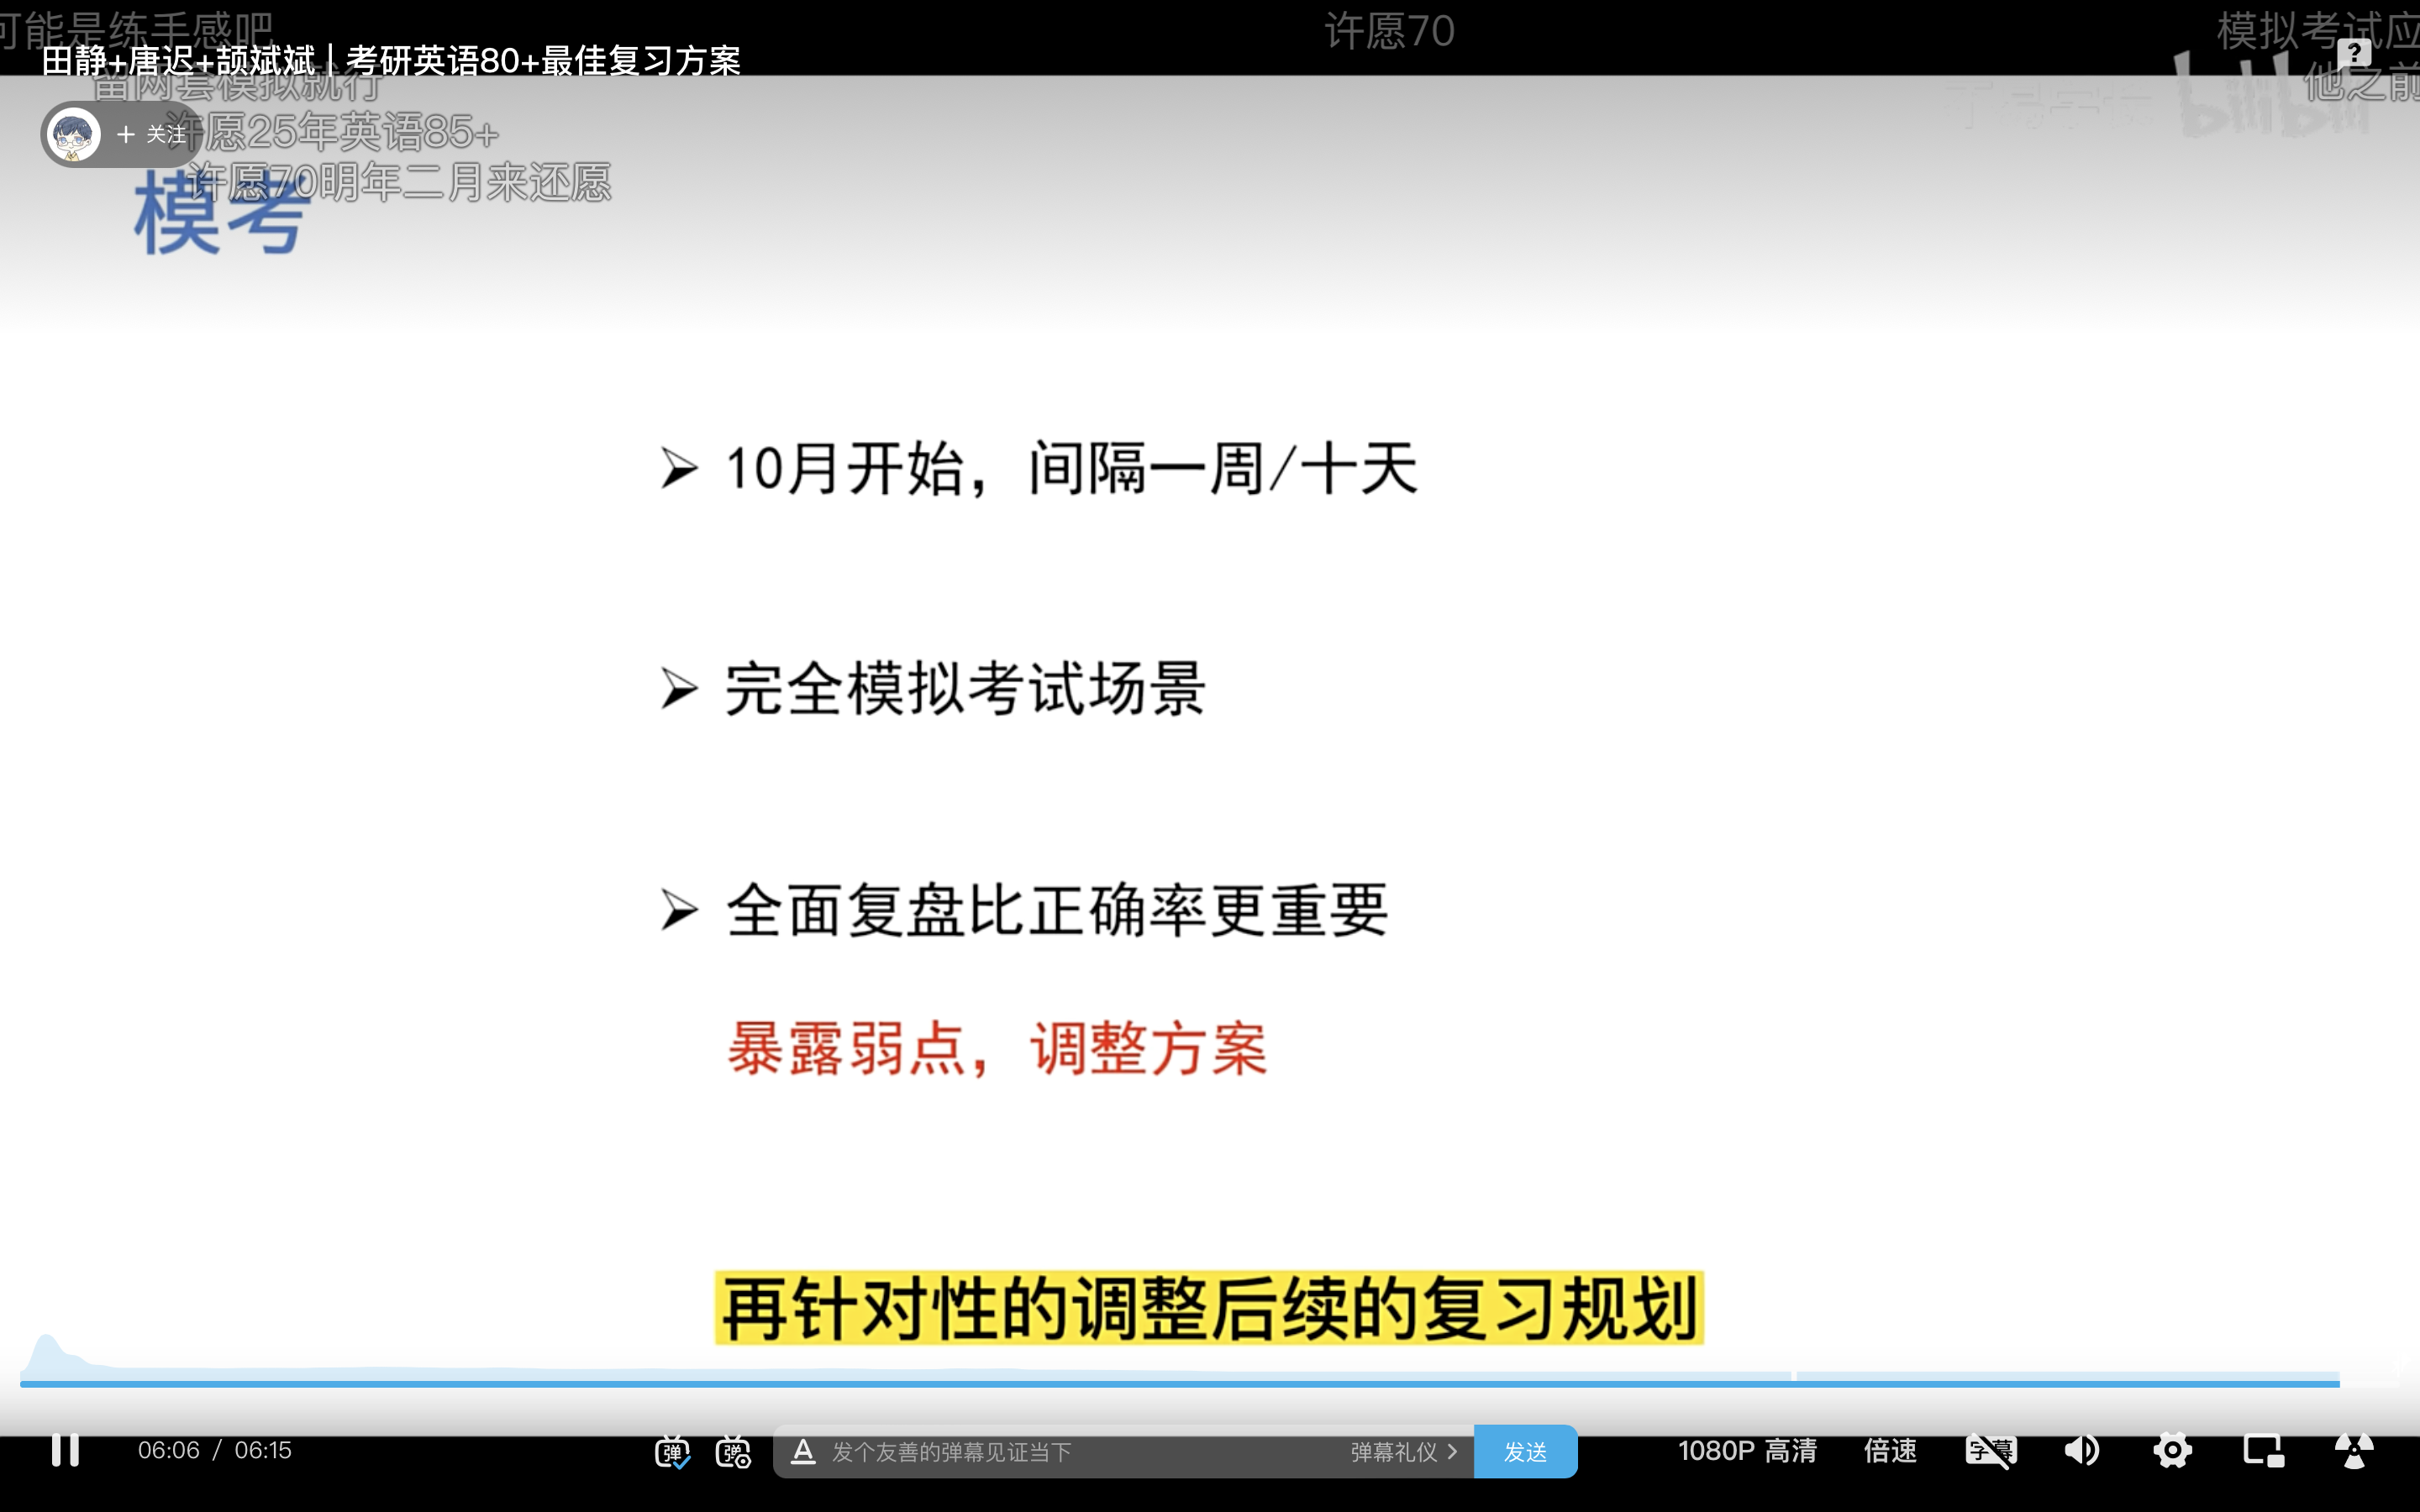 可能是练手感吧
许愿70
模拟考试应
田静+唐迟+颉斌斌｜考研英语80+最佳复习方案
留两套模拟就行
他之前
bilibili
+ 关注
许愿25年英语85+
许愿70明年二月来还愿
模考
➢ 10月开始，间隔一周/十天
➢ 完全模拟考试场景
➢ 全面复盘比正确率更重要
暴露弱点，调整方案
再针对性的调整后续的复习规划
06:06 / 06:15
弹
弹
A 发个友善的弹幕见证当下
弹幕礼仪 >
发送
1080P 高清
倍速
字幕